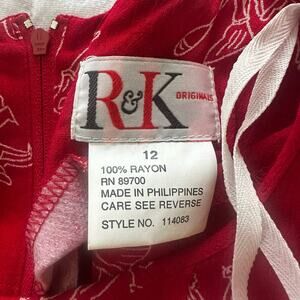 R&K
ORIGINALS
12
100% RAYON
RN 89700
MADE IN PHILIPPINES
CARE SEE REVERSE
STYLE NO. 114083